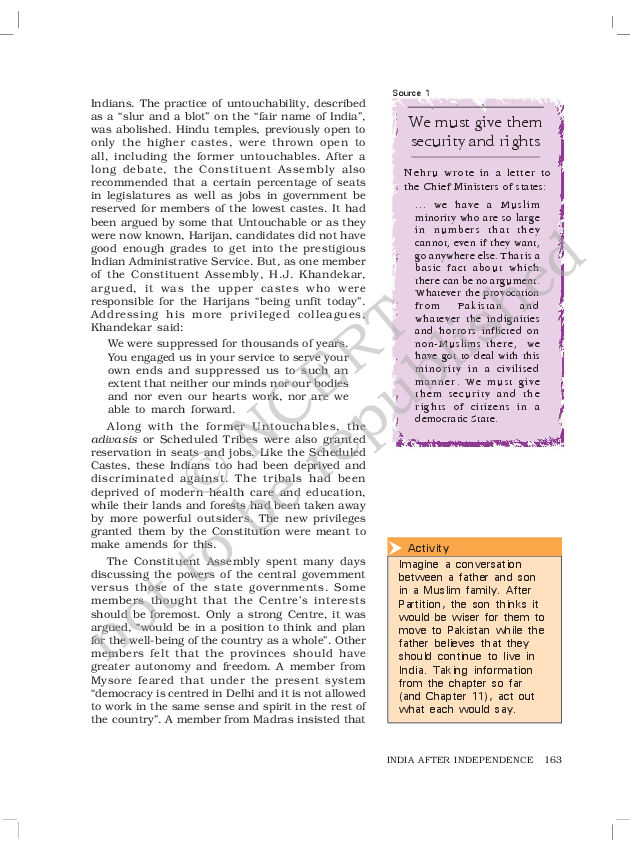 Indians. The practice of untouchability, described
as a “slur and a blot” on the “fair name of India”,
was abolished. Hindu temples, previously open to
only the higher castes, were thrown open to
all, including the former untouchables. After a
long debate, the Constituent Assembly also
recommended that a certain percentage of seats
in legislatures as well as jobs in government be
reserved for members of the lowest castes. It had
been argued by some that Untouchable or as they
were now known, Harijan, candidates did not have
good enough grades to get into the prestigious
Indian Administrative Service. But, as one member
of the Constituent Assembly, H.J. Khandekar,
argued, it was the upper castes who were
responsible for the Harijans “being unfit today”.
Addressing his more privileged colleagues,
Khandekar said:
We were suppressed for thousands of years.
You engaged us in your service to serve your
own ends and suppressed us to such an
extent that neither our minds nor our bodies
and nor even our hearts work, nor are we
able to march forward.
Along with the former Untouchables, the
adivasis or Scheduled Tribes were also granted
reservation in seats and jobs. Like the Scheduled
Castes, these Indians too had been deprived and
discriminated against. The tribals had been
deprived of modern health care and education,
while their lands and forests had been taken away
by more powerful outsiders. The new privileges
granted them by the Constitution were meant to
make amends for this.
The Constituent Assembly spent many days
discussing the powers of the central government
versus those of the state governments. Some
members thought that the Centre’s interests
should be foremost. Only a strong Centre, it was
argued, “would be in a position to think and plan
for the well-being of the country as a whole”. Other
members felt that the provinces should have
greater autonomy and freedom. A member from
Mysore feared that under the present system
“democracy is centred in Delhi and it is not allowed
to work in the same sense and spirit in the rest of
the country”. A member from Madras insisted that
Source 1
We must give them
security and rights
Nehru wrote in a letter to
the Chief Ministers of states:
... we have a Muslim
minority who are so large
in numbers that they
cannot, even if they want,
go anywhere else. That is a
basic fact about which
there can be no argument.
Whatever the provocation
from Pakistan and
whatever the indignities
and horrors inflicted on
non-Muslims there, we
have got to deal with this
minority in a civilised
manner. We must give
them security and the
rights of citizens in a
democratic State.
Activity
Imagine a conversation
between a father and son
in a Muslim family. After
Partition, the son thinks it
would be wiser for them to
move to Pakistan while the
father believes that they
should continue to live in
India. Taking information
from the chapter so far
(and Chapter 11), act out
what each would say.
INDIA AFTER INDEPENDENCE 163
© NCERT
not to be republished